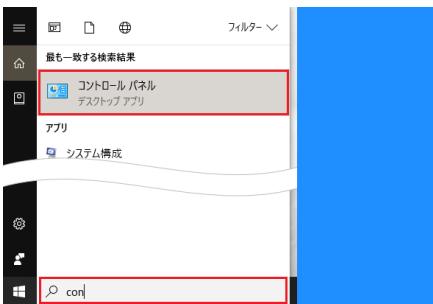 フィルター
最も一致する検索結果
コントロール パネル
デスクトップ アプリ
アプリ
システム構成
con